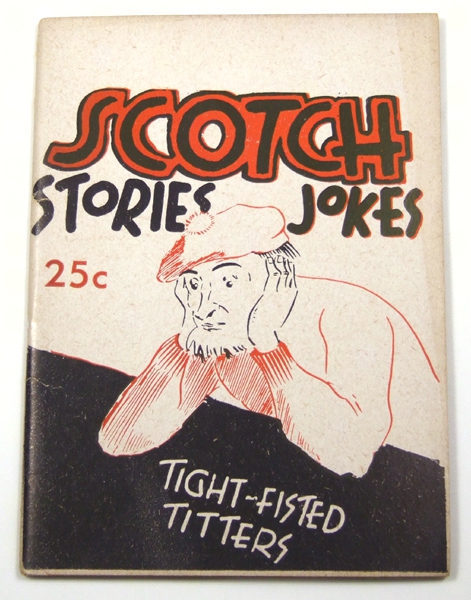 SCOTCH
STORIES JOKES
25c
TIGHT-FISTED
TITTERS